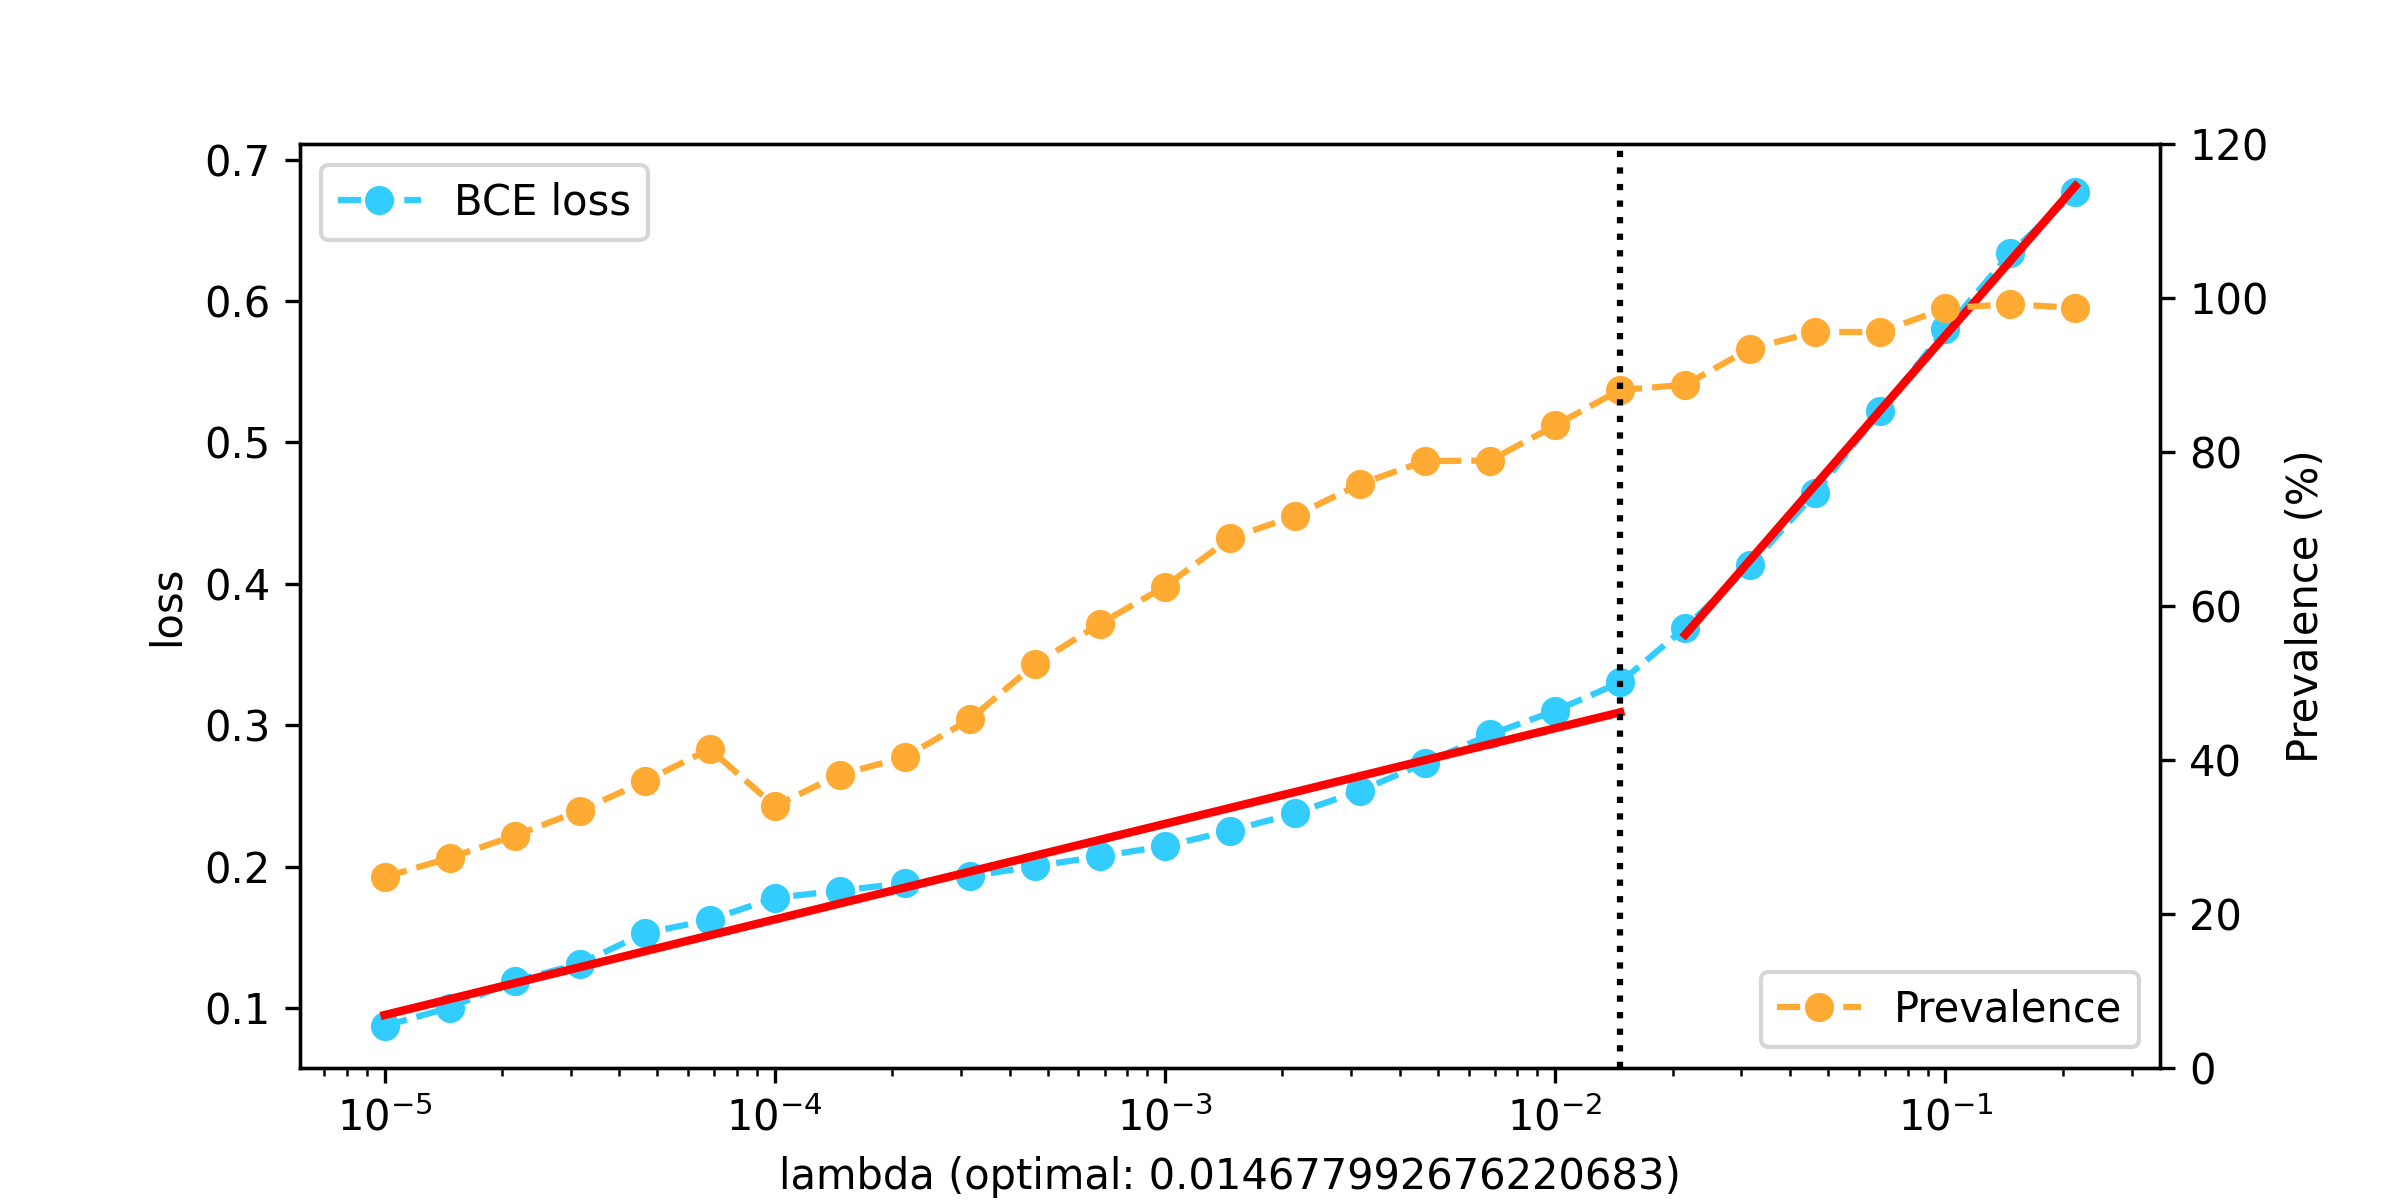 BCE loss
Prevalence
loss
0.7
0.6
0.5
0.4
0.3
0.2
0.1
Prevalence (%)
120
100
80
60
40
20
0
10⁻⁵ 10⁻⁴ 10⁻³ 10⁻² 10⁻¹
lambda (optimal: 0.014677992676220683)